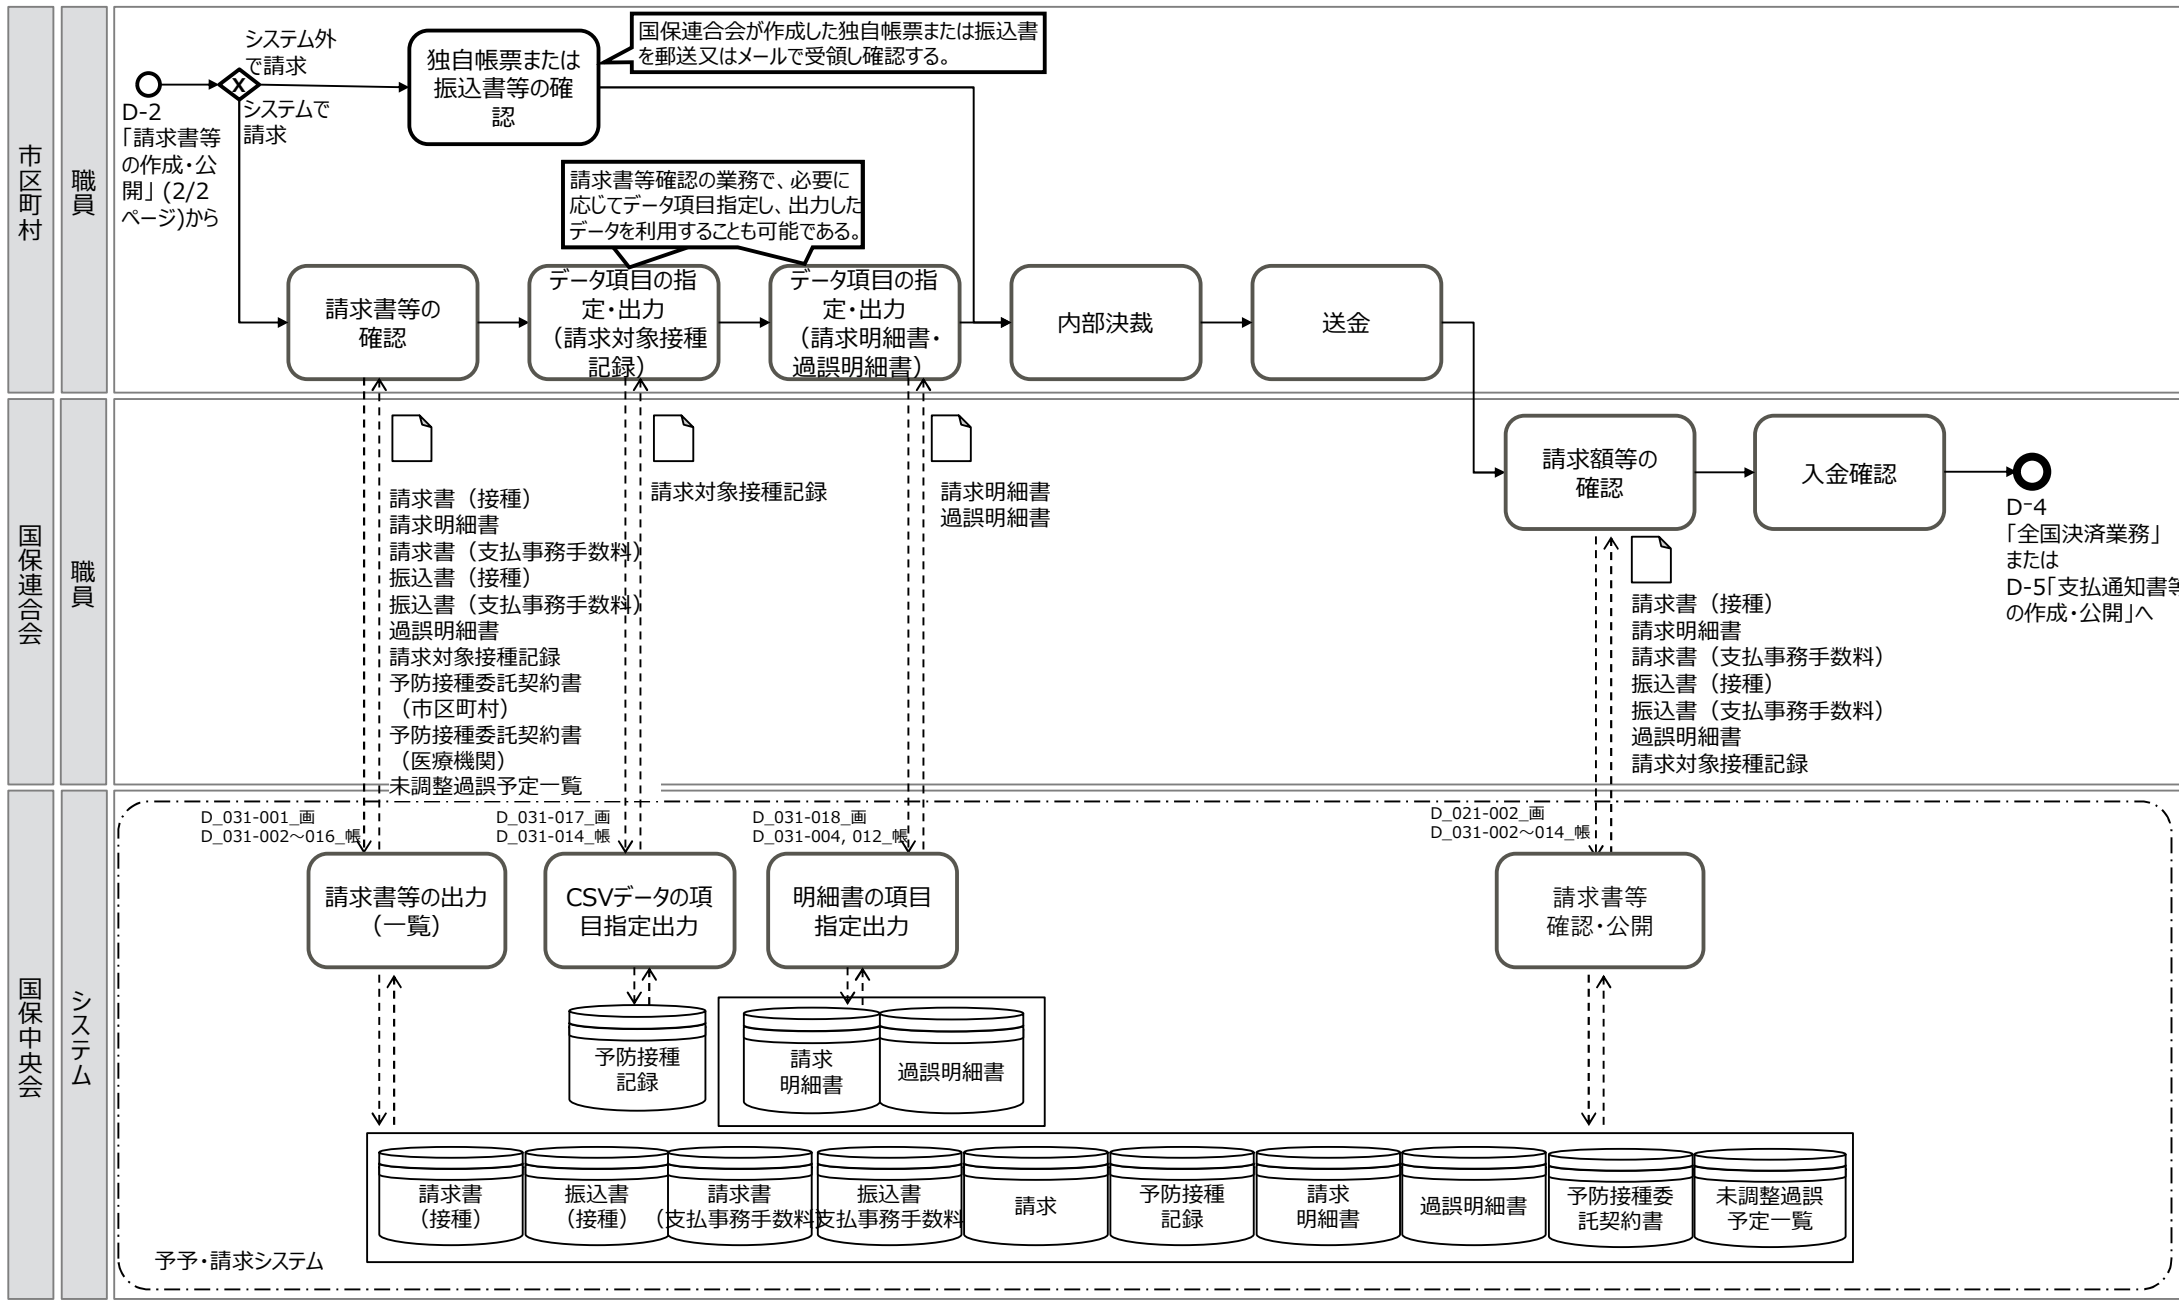 市区町村
職員
システム外
で請求
X
システムで
請求
D-2
「請求書等
の作成・公
開」(2/2
ページ)から
独自帳票または
振込書等の確
認
国保連合会が作成した独自帳票または振込書
を郵送又はメールで受領し確認する。
請求書等確認の業務で、必要に
応じてデータ項目指定し、出力した
データを利用することも可能である。
請求書等の
確認
データ項目の指
定・出力
（請求対象接種
記録）
データ項目の指
定・出力
（請求明細書・
過誤明細書）
内部決裁
送金
国保連合会
職員
請求書（接種）
請求明細書
請求書（支払事務手数料）
振込書（接種）
振込書（支払事務手数料）
過誤明細書
請求対象接種記録
予防接種委託契約書
（市区町村）
予防接種委託契約書
（医療機関）
未調整過誤予定一覧
請求対象接種記録
請求明細書
過誤明細書
請求額等の
確認
入金確認
D-4
「全国決済業務」
または
D-5「支払通知書等
の作成・公開」へ
請求書（接種）
請求明細書
請求書（支払事務手数料）
振込書（接種）
振込書（支払事務手数料）
過誤明細書
請求対象接種記録
国保中央会
システム
D_031-001_画
D_031-002～016_帳
D_031-017_画
D_031-014_帳
D_031-018_画
D_031-004, 012_帳
D_021-002_画
D_031-002～014_帳
請求書等の出力
（一覧）
CSVデータの項
目指定出力
明細書の項目
指定出力
請求書等
確認・公開
予防接種
記録
請求
明細書
過誤明細書
請求書
（接種）
振込書
（接種）
請求書
（支払事務手数料）
振込書
支払事務手数料
請求
予防接種
記録
請求
明細書
過誤明細書
予防接種委
託契約書
未調整過誤
予定一覧
予予・請求システム